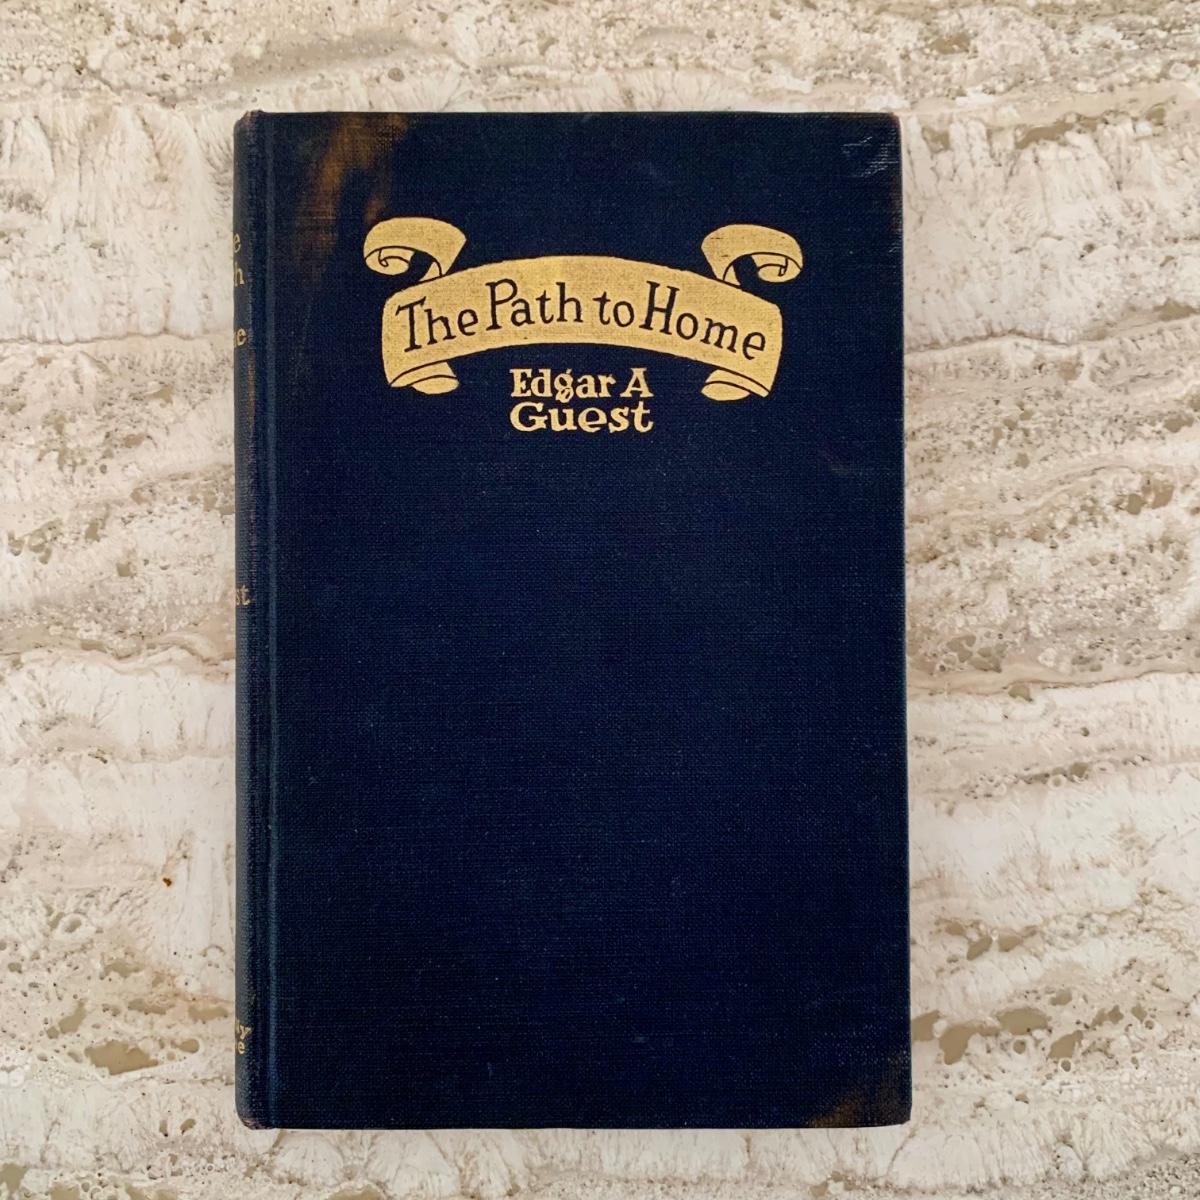 The Path to Home
Edgar A
Guest